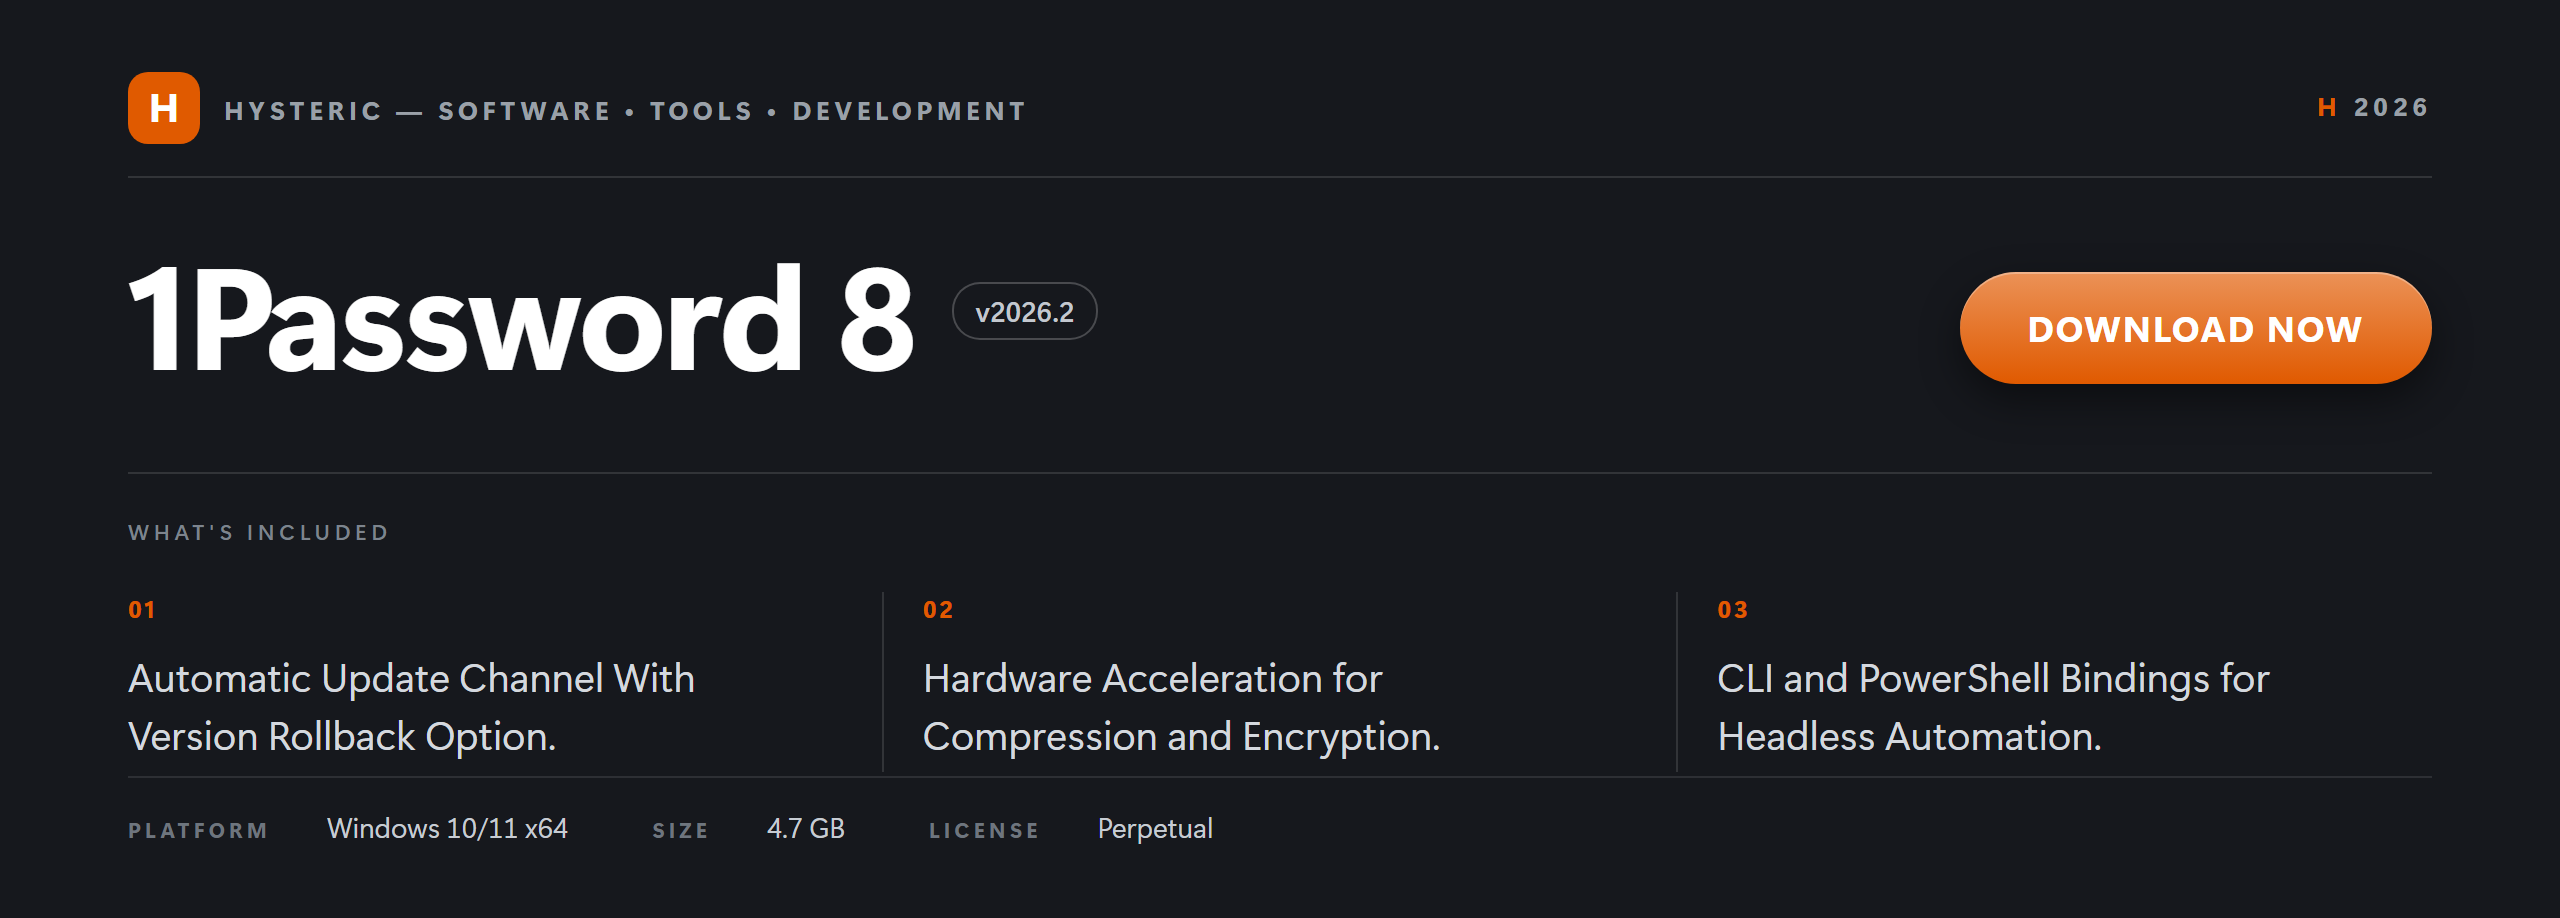 H HYSTERIC — SOFTWARE • TOOLS • DEVELOPMENT
H 2026
1Password 8 v2026.2
DOWNLOAD NOW
WHAT'S INCLUDED
01
Automatic Update Channel With
Version Rollback Option.
02
Hardware Acceleration for
Compression and Encryption.
03
CLI and PowerShell Bindings for
Headless Automation.
PLATFORM Windows 10/11 x64 SIZE 4.7 GB LICENSE Perpetual